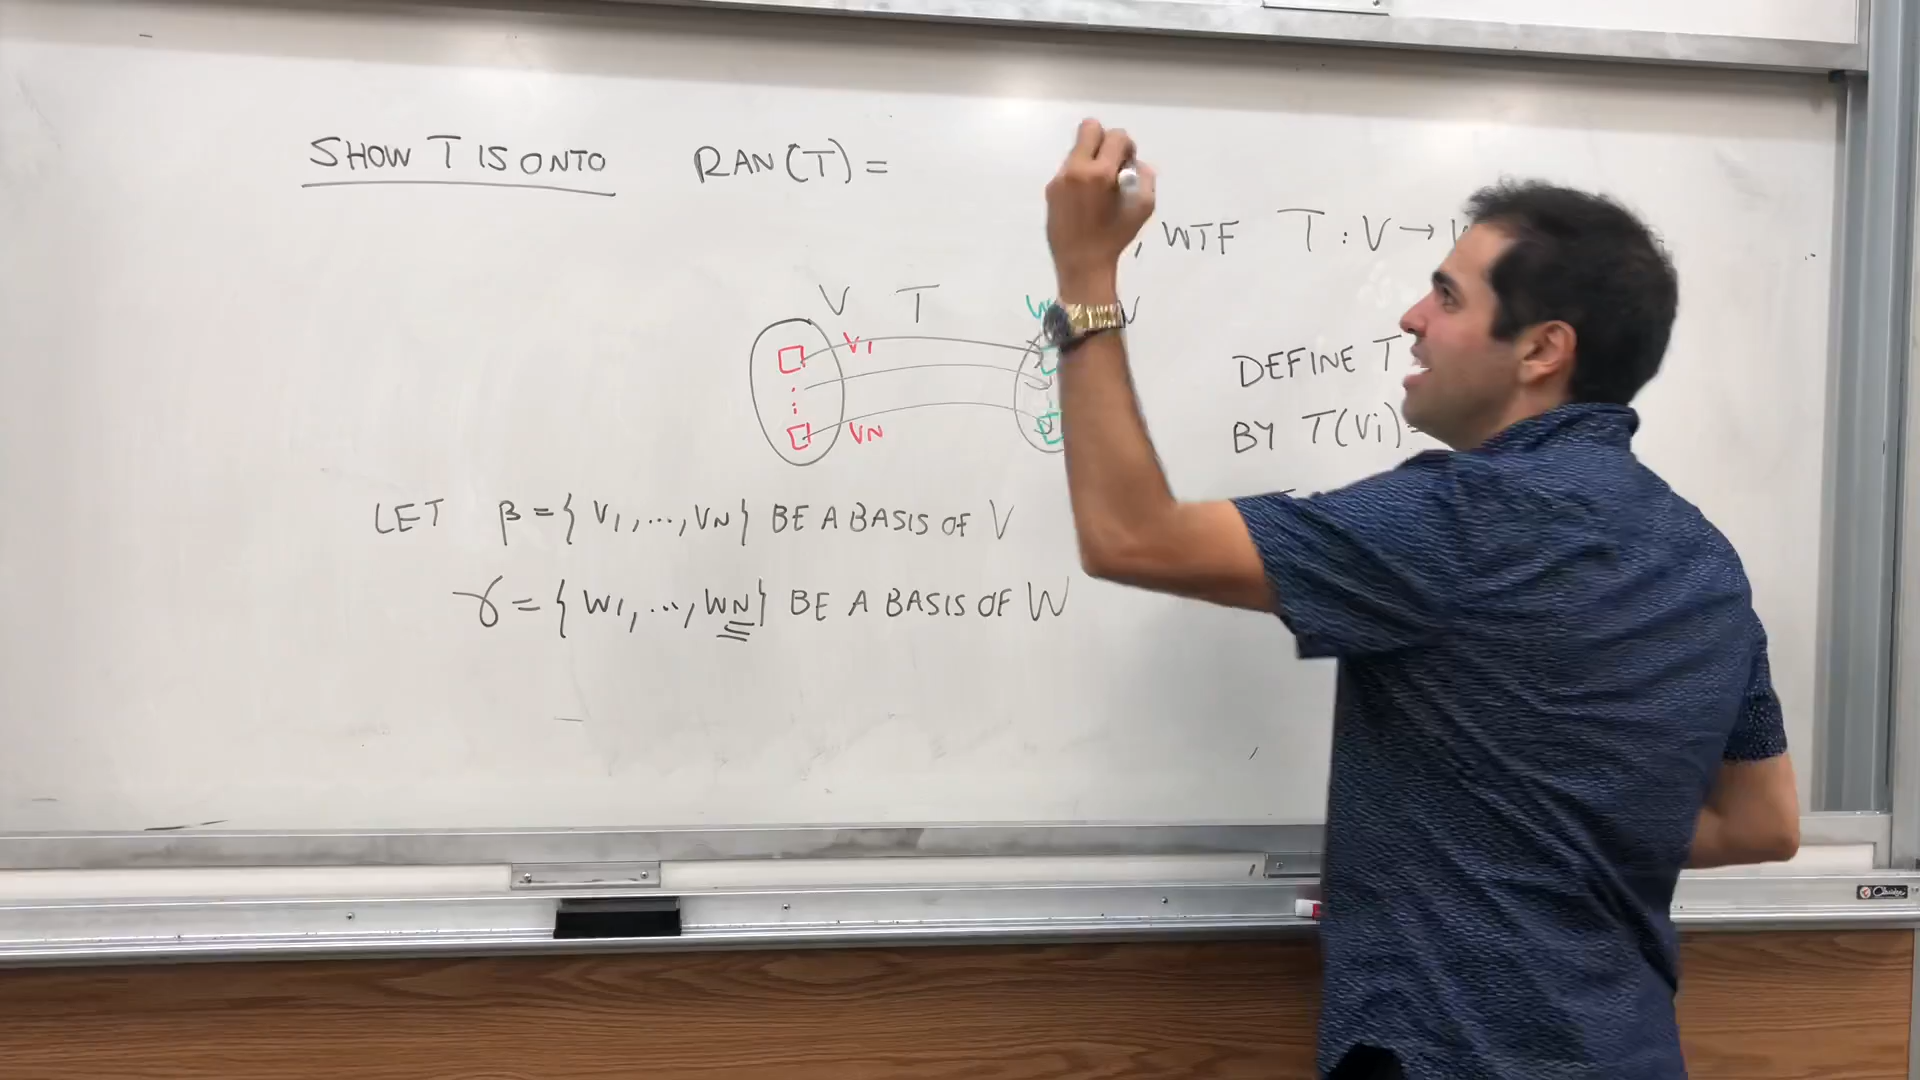 SHOW T IS ONTO RAN(T) =
, WTF T : V →
V T
V1
VN
DEFINE T
BY T(Vi)=
LET β = { V1, ..., VN } BE A BASIS OF V
γ = { W1, ..., WN } BE A BASIS OF W